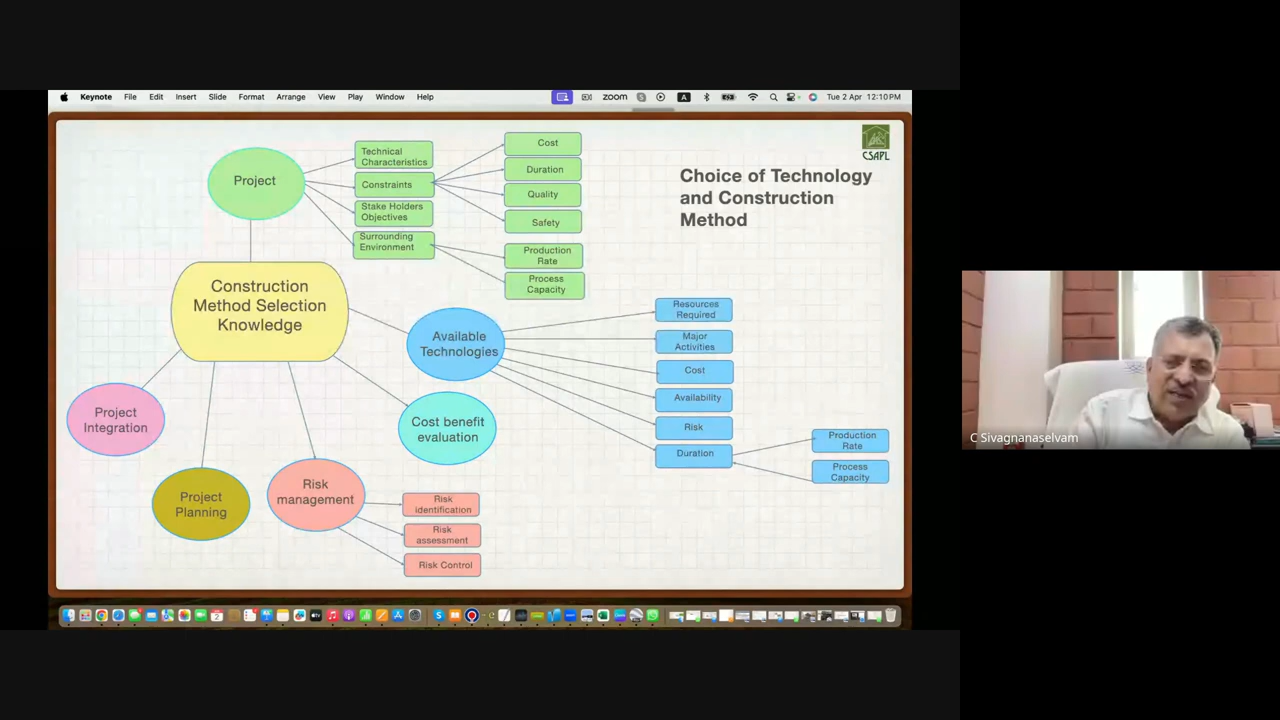 Keynote File Edit Insert Slide Format Arrange View Play Window Help
zoom A Tue 2 Apr 12:10 PM
CSAPL
Choice of Technology
and Construction
Method
Project
Technical
Characteristics
Constraints
Stake Holders
Objectives
Surrounding
Environment
Cost
Duration
Quality
Safety
Production
Rate
Process
Capacity
Construction
Method Selection
Knowledge
Available
Technologies
Resources
Required
Major
Activities
Cost
Availability
Risk
Duration
Production
Rate
Process
Capacity
Cost benefit
evaluation
Project
Integration
Project
Planning
Risk
management
Risk
identification
Risk
assessment
Risk Control
C Sivagnanaselvam